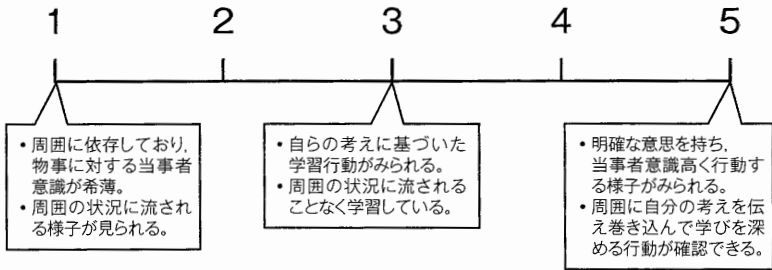 1 2 3 4 5
• 周囲に依存しており,
物事に対する当事者
意識が希薄。
• 周囲の状況に流され
る様子が見られる。
• 自らの考えに基づいた
学習行動がみられる。
• 周囲の状況に流される
ことなく学習している。
• 明確な意思を持ち,
当事者意識高く行動す
る様子がみられる。
• 周囲に自分の考えを伝
え巻き込んで学びを深
める行動が確認できる。